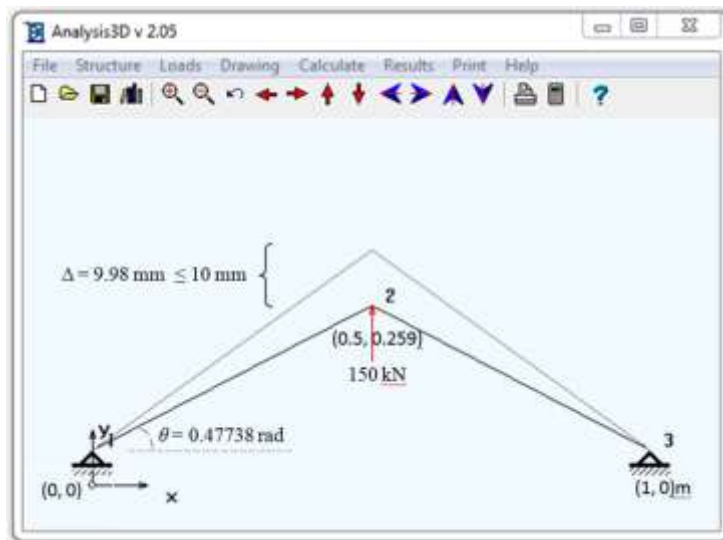 Analysis3D v 2.05
File Structure Loads Drawing Calculate Results Print Help
?
Δ = 9.98 mm ≤ 10 mm
2
(0.5, 0.259)
150 kN
y
1
θ = 0.47738 rad
3
(0, 0)
x
(1, 0)m